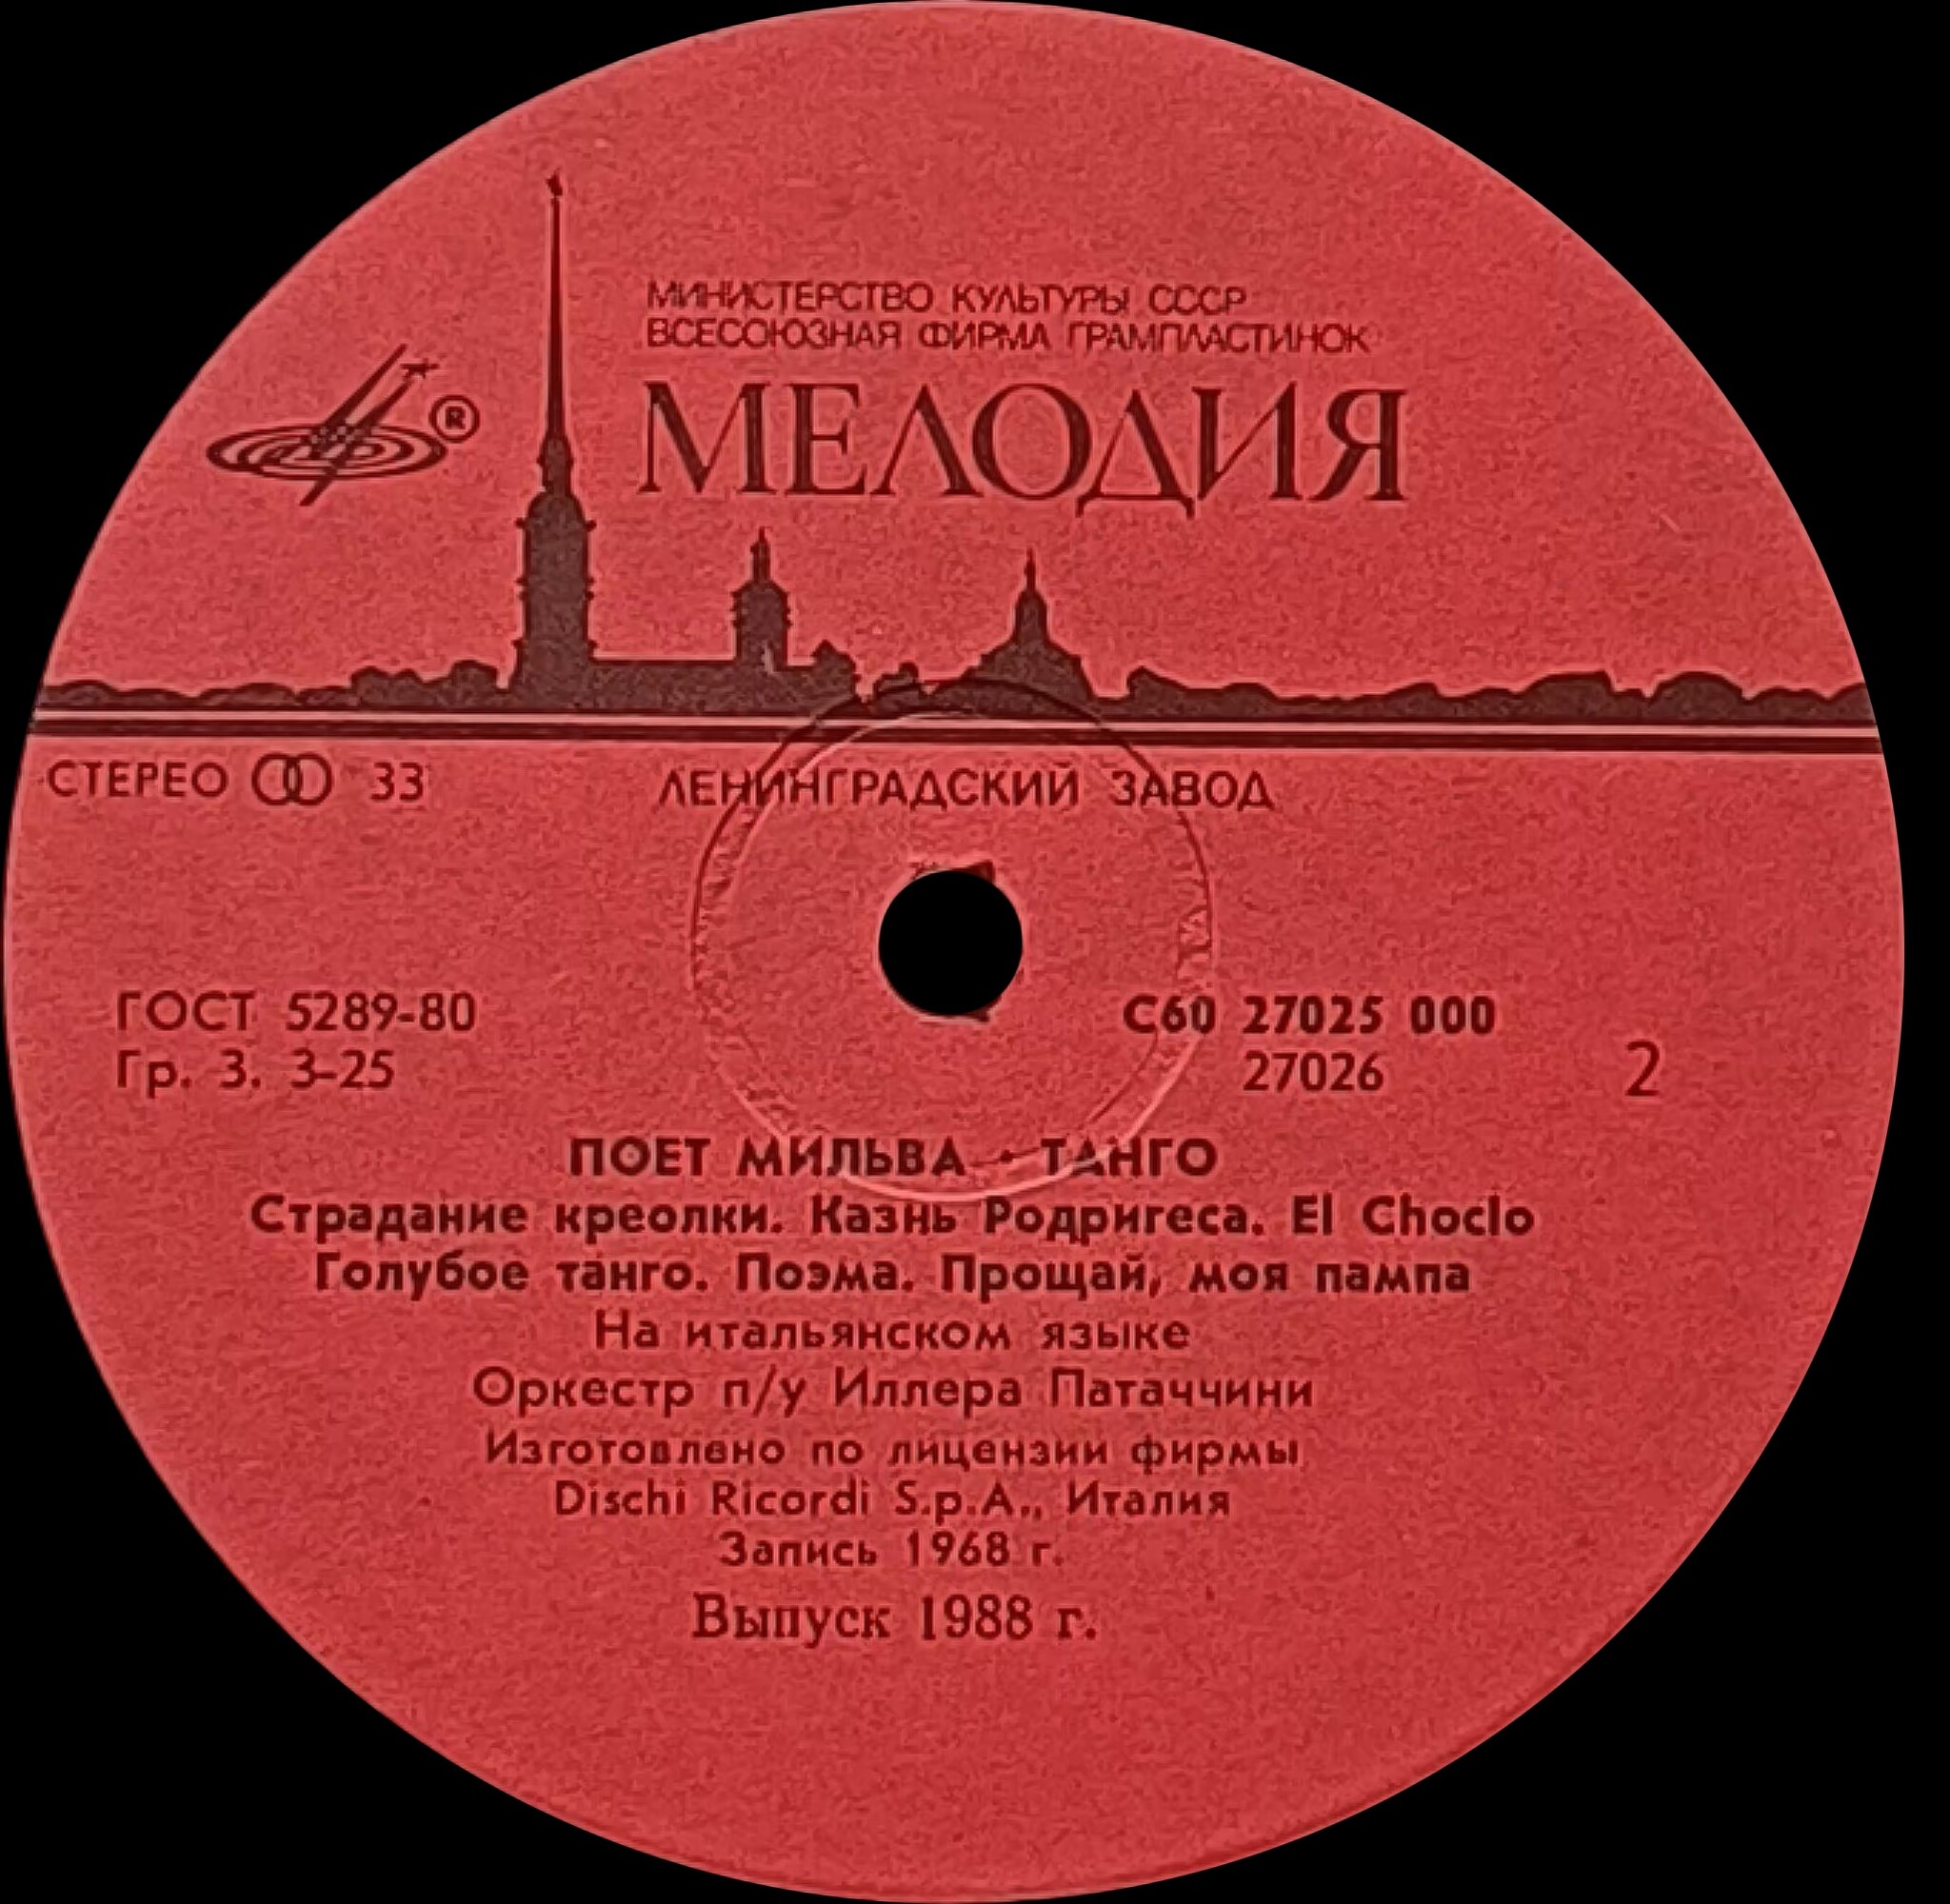 МИНИСТЕРСТВО КУЛЬТУРЫ СССР
ВСЕСОЮЗНАЯ ФИРМА ГРАМПЛАСТИНОК
МЕЛОДИЯ
®
СТЕРЕО 33
ЛЕНИНГРАДСКИЙ ЗАВОД
ГОСТ 5289-80
Гр. 3. 3-25
С60 27025 000
27026
2
ПОЕТ МИЛЬВА · ТАНГО
Страдание креолки. Казнь Родригеса. El Choclo
Голубое танго. Поэма. Прощай, моя пампа
На итальянском языке
Оркестр п/у Иллера Патаччини
Изготовлено по лицензии фирмы
Dischi Ricordi S.p.A., Италия
Запись 1968 г.
Выпуск 1988 г.